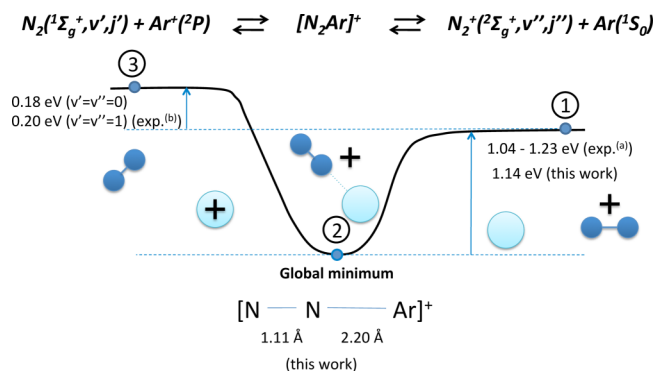 N₂(¹Σg⁺,v',j') + Ar⁺(²P) ⇌ [N₂Ar]⁺ ⇌ N₂⁺(²Σg⁺,v'',j'') + Ar(¹S₀)
3
0.18 eV (v'=v''=0)
0.20 eV (v'=v''=1) (exp.⁽ᵇ⁾)
1
1.04 - 1.23 eV (exp.⁽ᵃ⁾)
1.14 eV (this work)
+
+
+
2
Global minimum
[N — N — Ar]⁺
1.11 Å 2.20 Å
(this work)